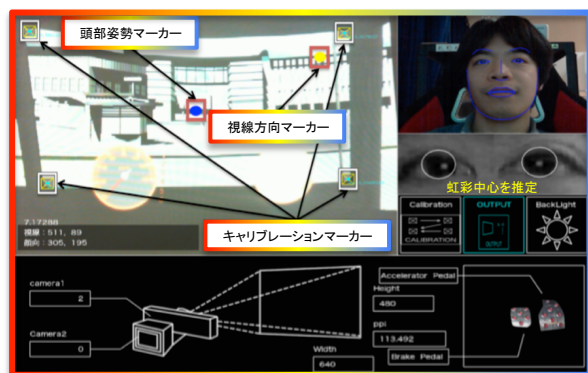 頭部姿勢マーカー
視線方向マーカー
キャリブレーションマーカー
7.17288
視線 : 511, 89
顔向 : 305, 195
虹彩中心を推定
Calibration
CALIBRATION
OUTPUT
OUTPUT
BackLight
camera1
2
Camera2
0
Width
640
Accelerator Pedal
Height
480
ppi
113.492
Brake Pedal